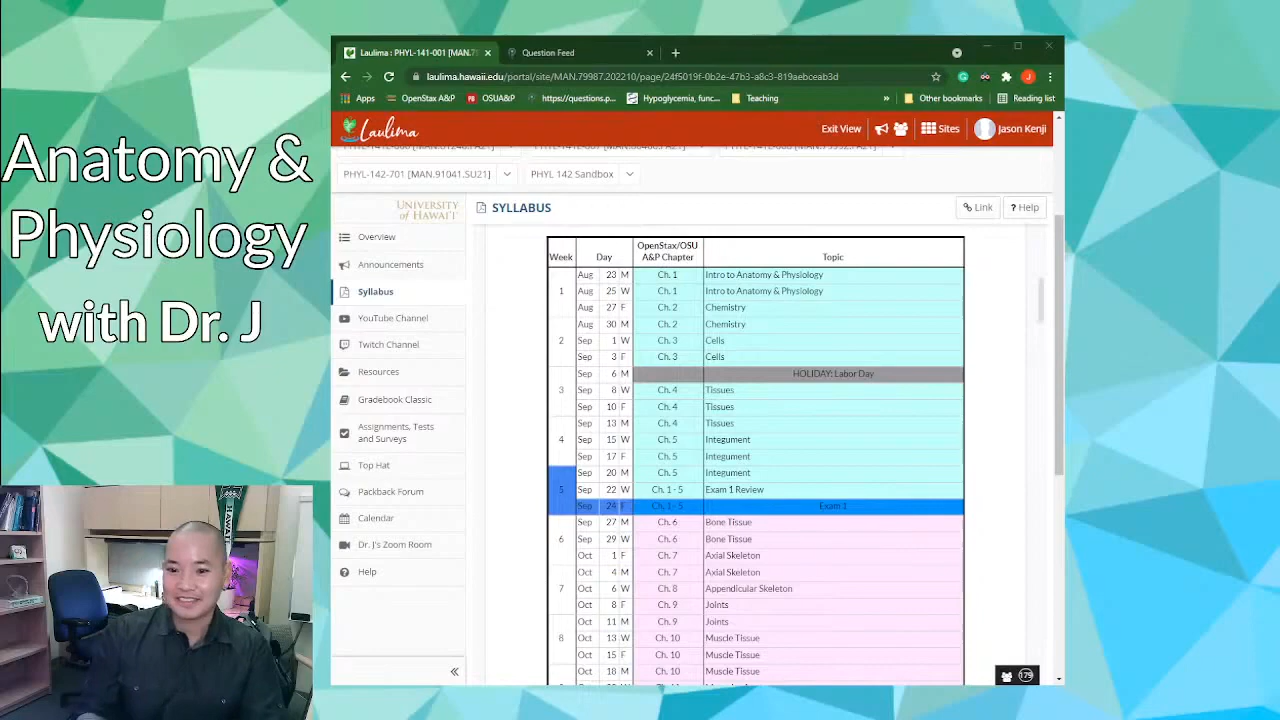 Anatomy &
Physiology
with Dr. J
HAWAII
Laulima : PHYL-141-001 [MAN.7
Question Feed
laulima.hawaii.edu/portal/site/MAN.79987.202210/page/24f5019f-0b2e-47b3-a8c3-819aebceab3d
J
Apps
OpenStax A&P
OSUA&P
https://questions.p...
Hypoglycemia, func...
Teaching
»
Other bookmarks
Reading list
Laulima
Exit View
Sites
Jason Kenji
PHYL-142-701 [MAN.91041.SU21]
PHYL 142 Sandbox
UNIVERSITY
of HAWAI'I
Overview
Announcements
Syllabus
YouTube Channel
Twitch Channel
Resources
Gradebook Classic
Assignments, Tests
and Surveys
Top Hat
Packback Forum
Calendar
Dr. J's Zoom Room
Help
«
SYLLABUS
Link
? Help
Week Day OpenStax/OSU A&P Chapter Topic
1 Aug 23 M Ch. 1 Intro to Anatomy & Physiology
Aug 25 W Ch. 1 Intro to Anatomy & Physiology
Aug 27 F Ch. 2 Chemistry
2 Aug 30 M Ch. 2 Chemistry
Sep 1 W Ch. 3 Cells
Sep 3 F Ch. 3 Cells
3 Sep 6 M HOLIDAY: Labor Day
Sep 8 W Ch. 4 Tissues
Sep 10 F Ch. 4 Tissues
4 Sep 13 M Ch. 4 Tissues
Sep 15 W Ch. 5 Integument
Sep 17 F Ch. 5 Integument
5 Sep 20 M Ch. 5 Integument
Sep 22 W Ch. 1 - 5 Exam 1 Review
Sep 24 F Ch. 1 - 5 Exam 1
6 Sep 27 M Ch. 6 Bone Tissue
Sep 29 W Ch. 6 Bone Tissue
Oct 1 F Ch. 7 Axial Skeleton
7 Oct 4 M Ch. 7 Axial Skeleton
Oct 6 W Ch. 8 Appendicular Skeleton
Oct 8 F Ch. 9 Joints
8 Oct 11 M Ch. 9 Joints
Oct 13 W Ch. 10 Muscle Tissue
Oct 15 F Ch. 10 Muscle Tissue
Oct 18 M Ch. 10 Muscle Tissue
179